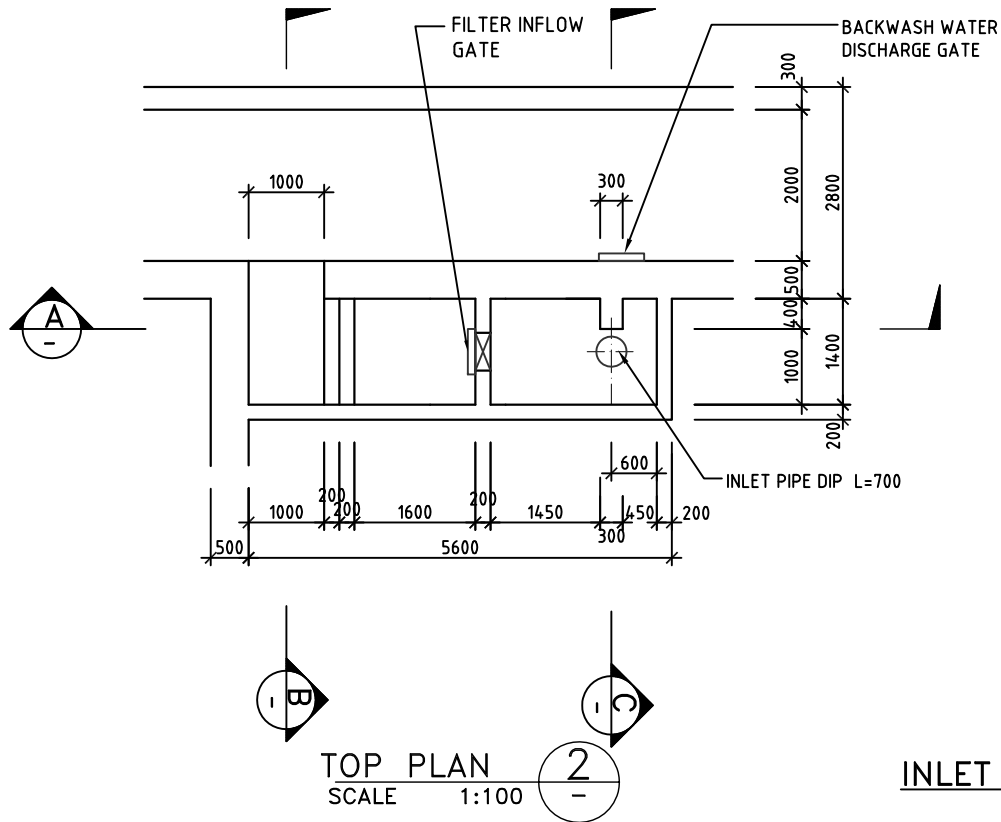 FILTER INFLOW
GATE
BACKWASH WATER
DISCHARGE GATE
300
1000
300
2000
2800
500
400
1000
1400
200
A
-
600
INLET PIPE DIP L=700
1000
200
200
1600
200
1450
300
450
200
500
5600
B
-
C
-
TOP PLAN
SCALE 1:100
2
-
INLET